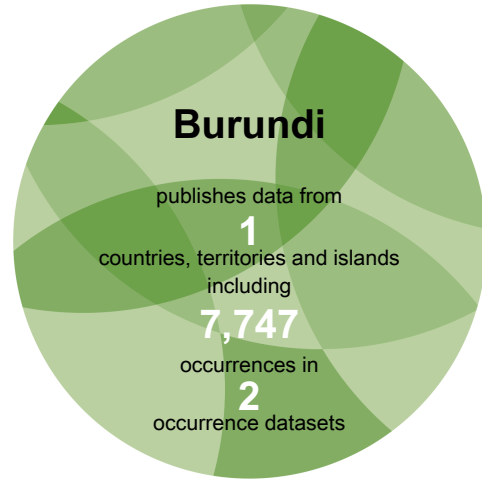 Burundi
publishes data from
1
countries, territories and islands
including
7,747
occurrences in
2
occurrence datasets